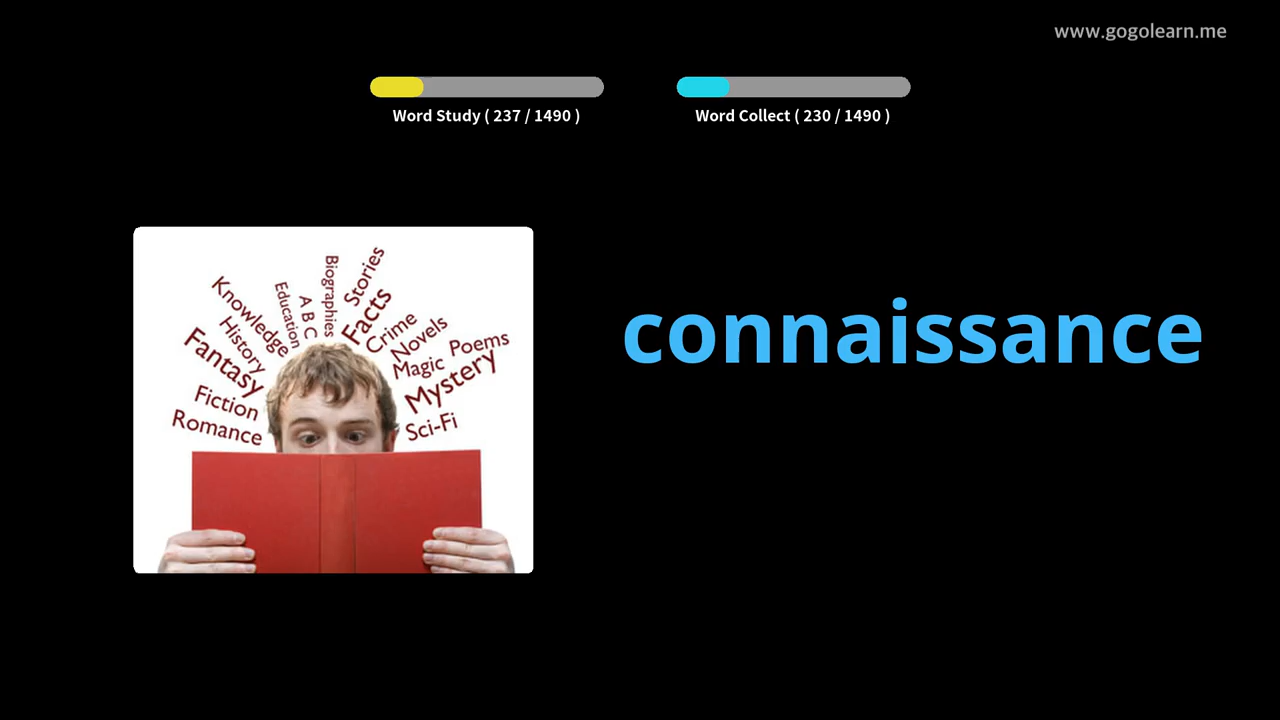 www.gogolearn.me
Word Study ( 237 / 1490 )
Word Collect ( 230 / 1490 )
connaissance
Biographies
Stories
Education
A B C
Facts
Knowledge
History
Crime
Novels
Poems
Fantasy
Magic
Mystery
Fiction
Romance
Sci-Fi